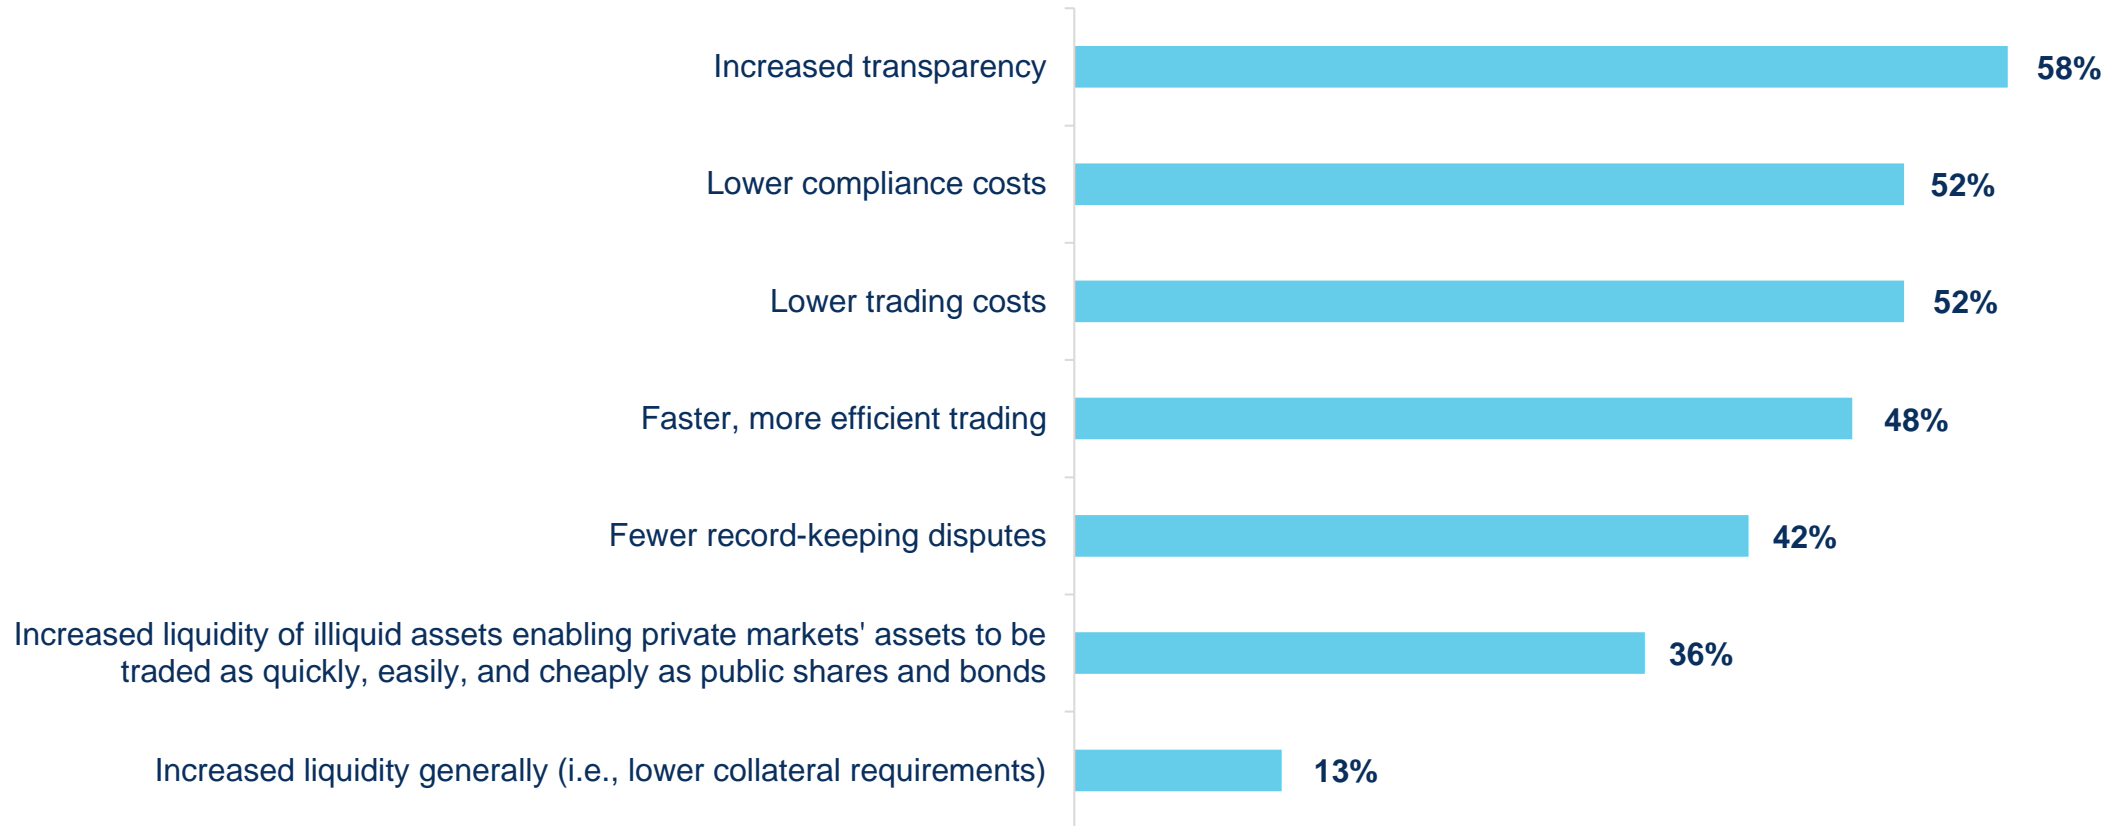 Increased transparency 58%
Lower compliance costs 52%
Lower trading costs 52%
Faster, more efficient trading 48%
Fewer record-keeping disputes 42%
Increased liquidity of illiquid assets enabling private markets' assets to be
traded as quickly, easily, and cheaply as public shares and bonds 36%
Increased liquidity generally (i.e., lower collateral requirements) 13%